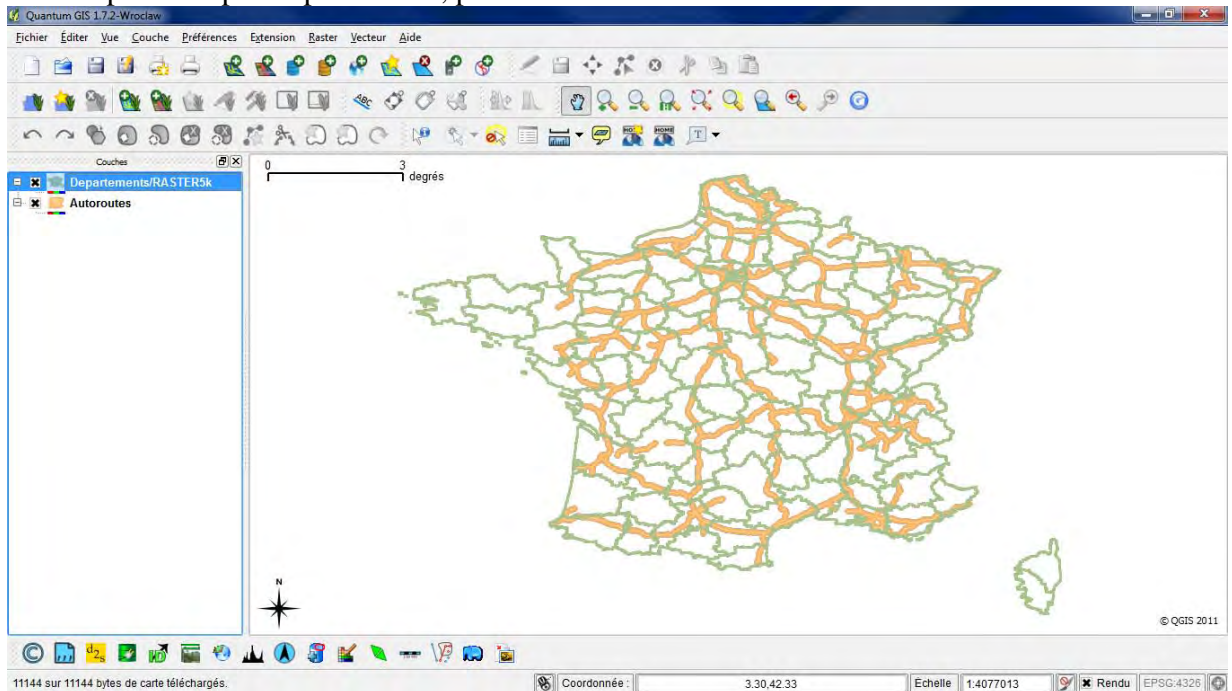 Quantum GIS 1.7.2-Wroclaw
Fichier Éditer Vue Couche Préférences Extension Raster Vecteur Aide
Couches
Departements/RASTER5k
Autoroutes
0 3 degrés
N
© QGIS 2011
11144 sur 11144 bytes de carte téléchargés. Coordonnée : 3.30,42.33 Echelle 1:4077013 Rendu EPSG:4326